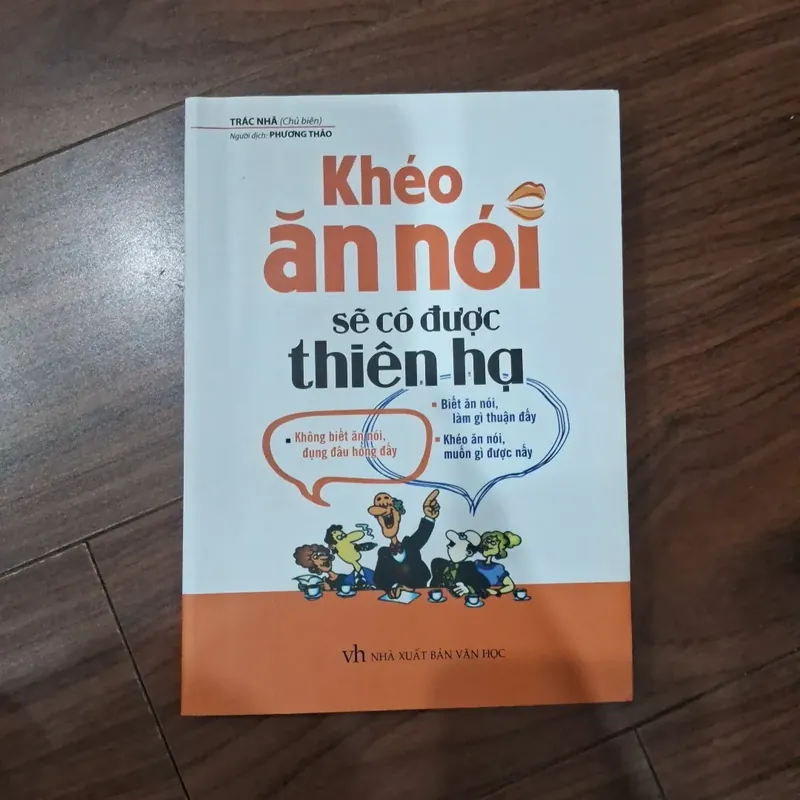 TRÁC NHÃ (Chủ biên)
Người dịch: PHƯƠNG THẢO
Khéo
ăn nói
sẽ có được
thiên hạ
Biết ăn nói,
làm gì thuận đấy
Không biết ăn nói,
đụng đâu hỏng đấy
Khéo ăn nói,
muốn gì được nấy
vh NHÀ XUẤT BẢN VĂN HỌC